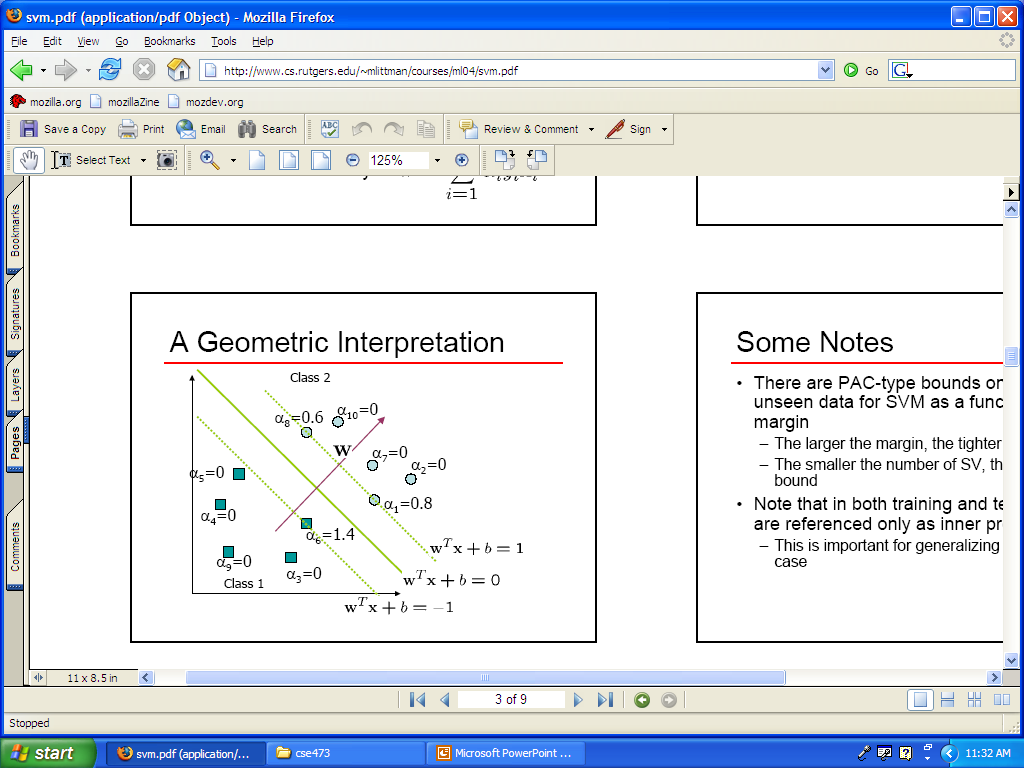 svm.pdf (application/pdf Object) - Mozilla Firefox
File Edit View Go Bookmarks Tools Help
http://www.cs.rutgers.edu/~mlittman/courses/ml04/svm.pdf Go G
mozilla.org mozillaZine mozdev.org
Save a Copy Print Email Search Review & Comment Sign
Select Text 125%
Bookmarks
Signatures
Layers
Pages
Comments
i=1
A Geometric Interpretation
Class 2
α₁₀=0
α₈=0.6
W
α₇=0
α₂=0
α₅=0
α₁=0.8
α₄=0
α₆=1.4
wᵀx + b = 1
α₉=0
α₃=0
Class 1
wᵀx + b = 0
wᵀx + b = −1
Some Notes
• There are PAC-type bounds on
unseen data for SVM as a func
margin
– The larger the margin, the tighter
– The smaller the number of SV, th
bound
• Note that in both training and te
are referenced only as inner pr
– This is important for generalizing
case
11 x 8.5 in
3 of 9
Stopped
start svm.pdf (application/... cse473 Microsoft PowerPoint ... 11:32 AM